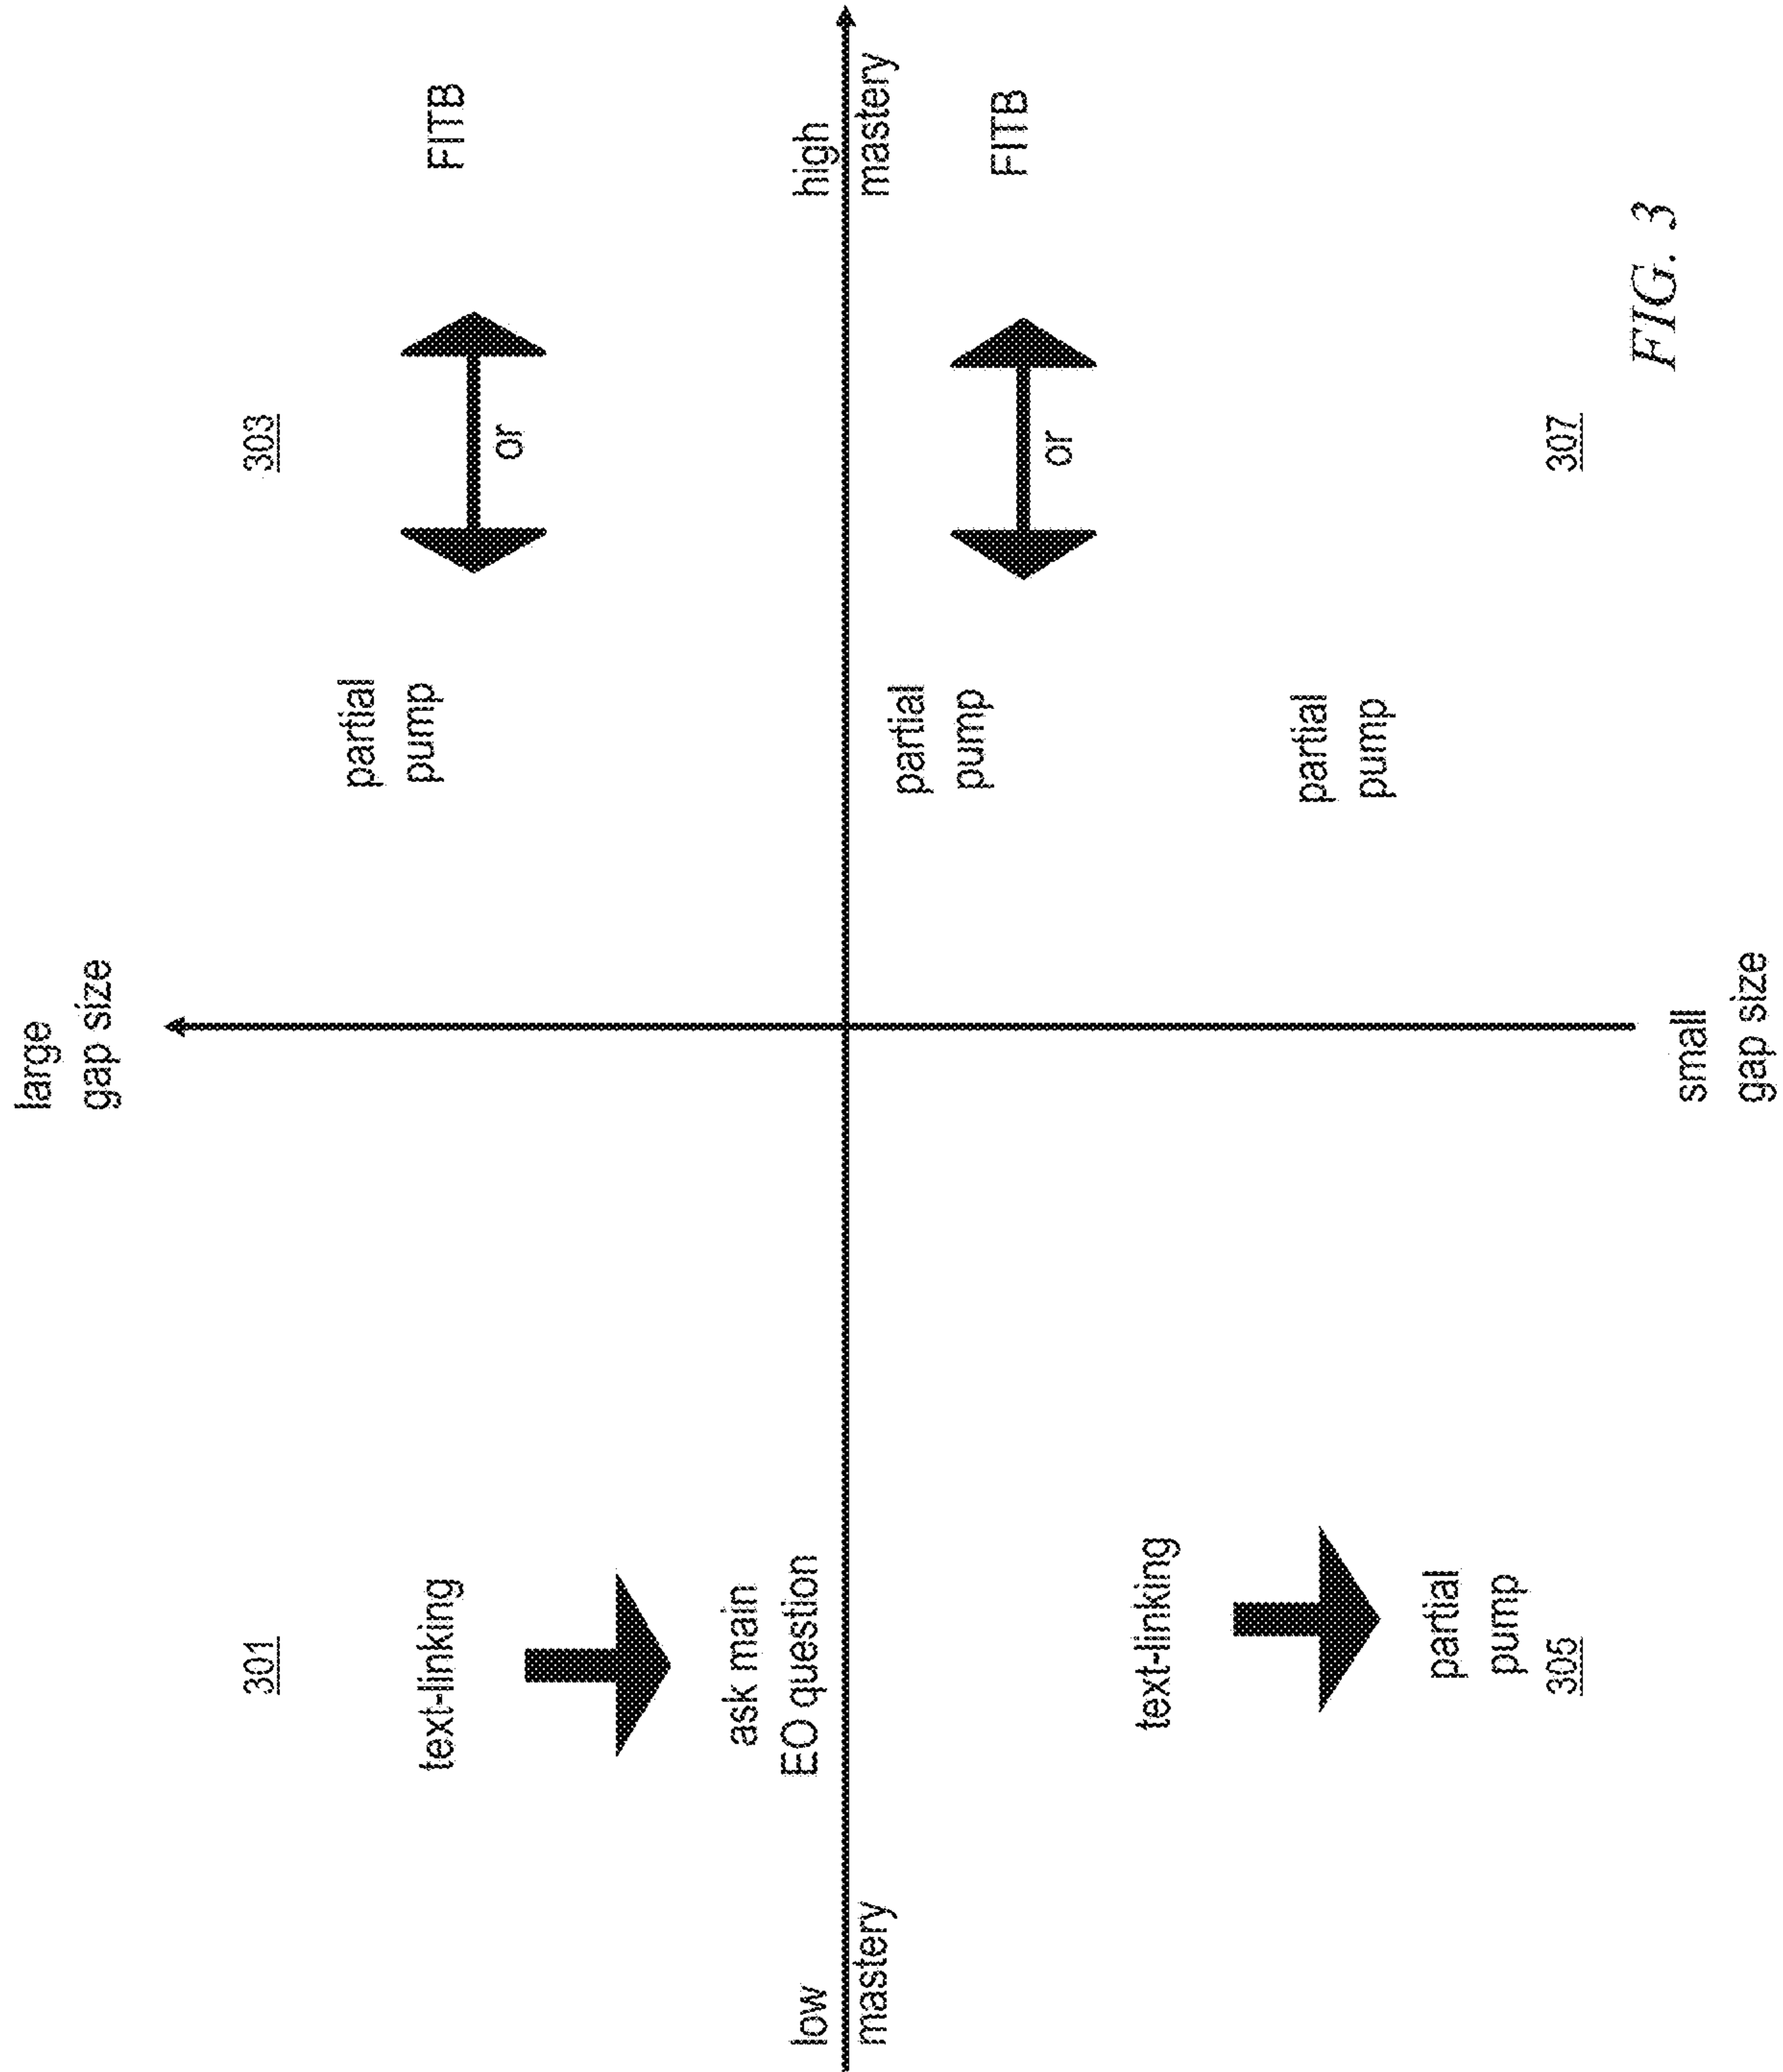 large
gap size
301
303
text-linking
partial
pump
or
FITB
ask main
EO question
low
mastery
high
mastery
partial
pump
or
FITB
text-linking
partial
pump
partial
pump
305
307
small
gap size
FIG. 3